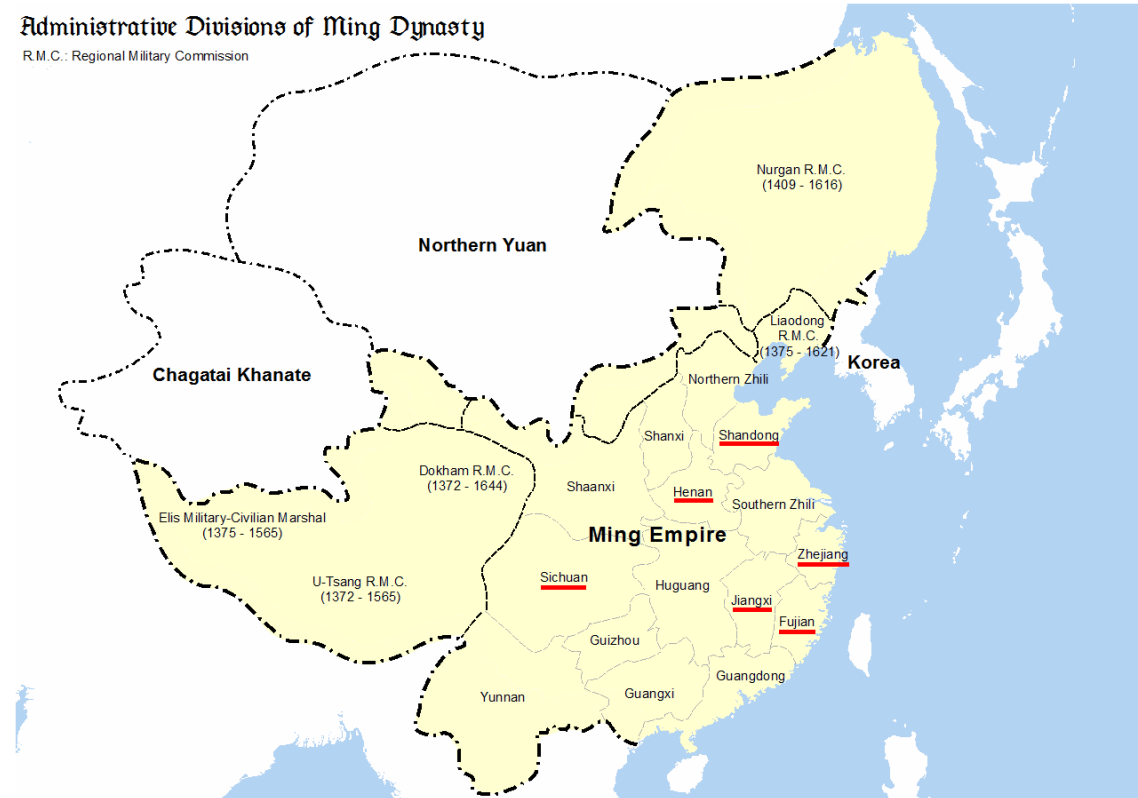 Administrative Divisions of Ming Dynasty
R.M.C.: Regional Military Commission
Nurgan R.M.C.
(1409 - 1616)
Northern Yuan
Liaodong
R.M.C.
(1375 - 1621)
Korea
Chagatai Khanate
Northern Zhili
Shanxi
Shandong
Dokham R.M.C.
(1372 - 1644)
Shaanxi
Henan
Southern Zhili
Elis Military-Civilian Marshal
(1375 - 1565)
Ming Empire
Zhejiang
U-Tsang R.M.C.
(1372 - 1565)
Sichuan
Huguang
Jiangxi
Fujian
Guizhou
Guangdong
Yunnan
Guangxi